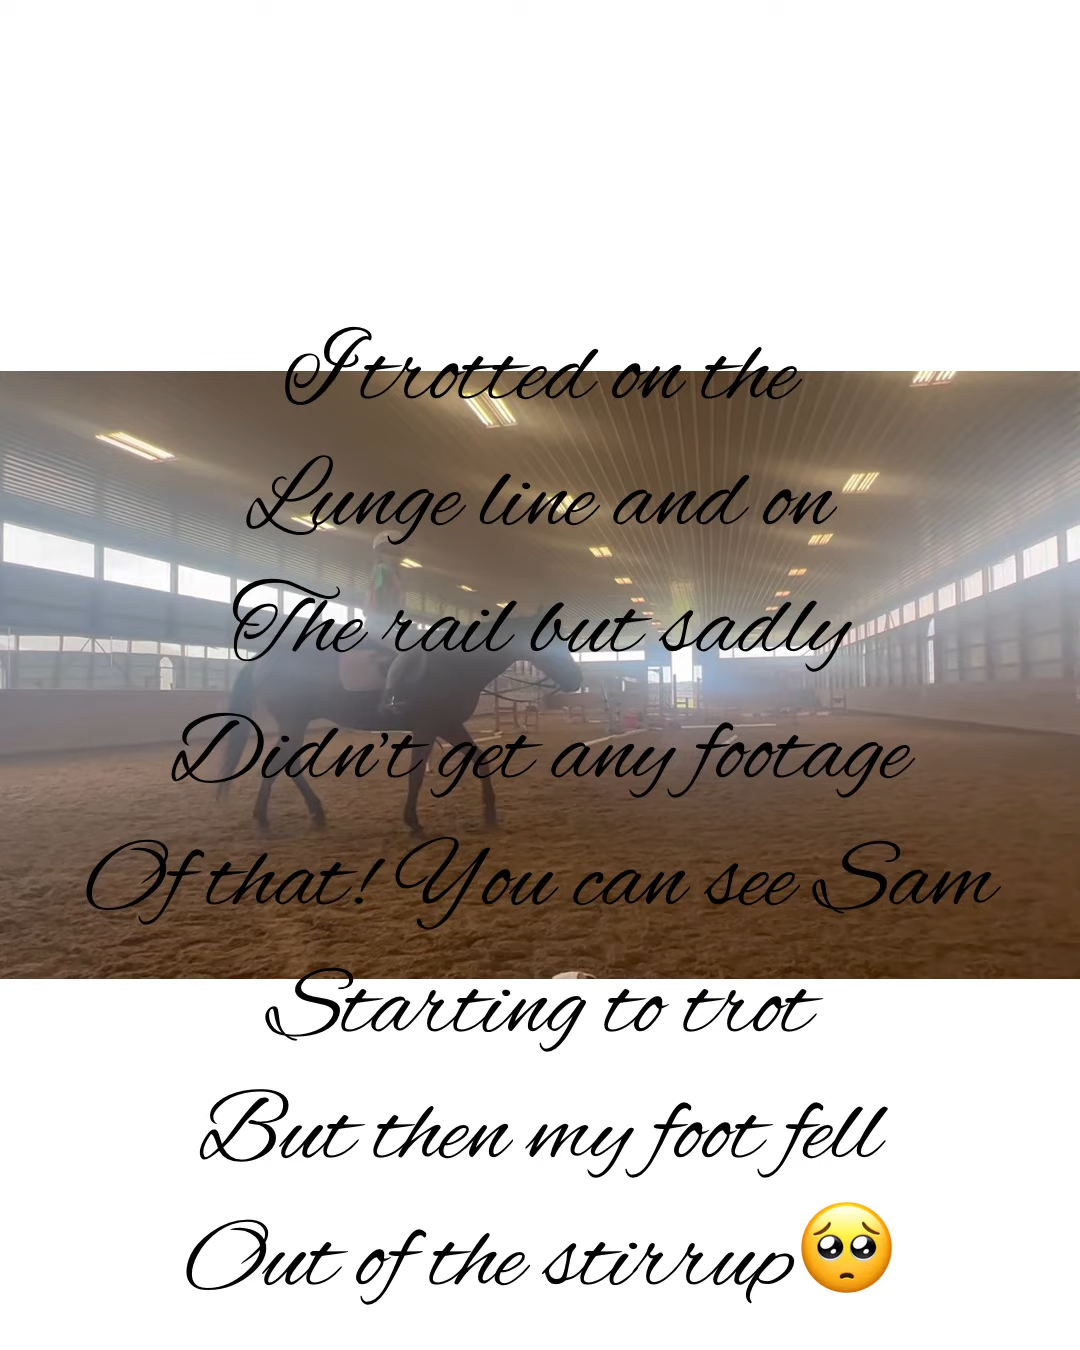 I trotted on the
Lunge line and on
The rail but sadly
Didn't get any footage
Of that! You can see Sam
Starting to trot
But then my foot fell
Out of the stirrup🥺